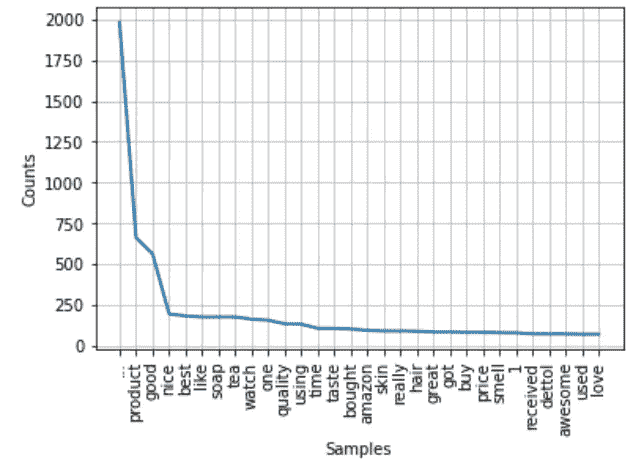 2000
1750
1500
1250
1000
750
500
250
0
Counts
...
product
good
nice
best
like
soap
tea
watch
one
quality
using
time
taste
bought
amazon
skin
really
hair
great
got
buy
price
smell
1
received
dettol
awesome
used
love
Samples